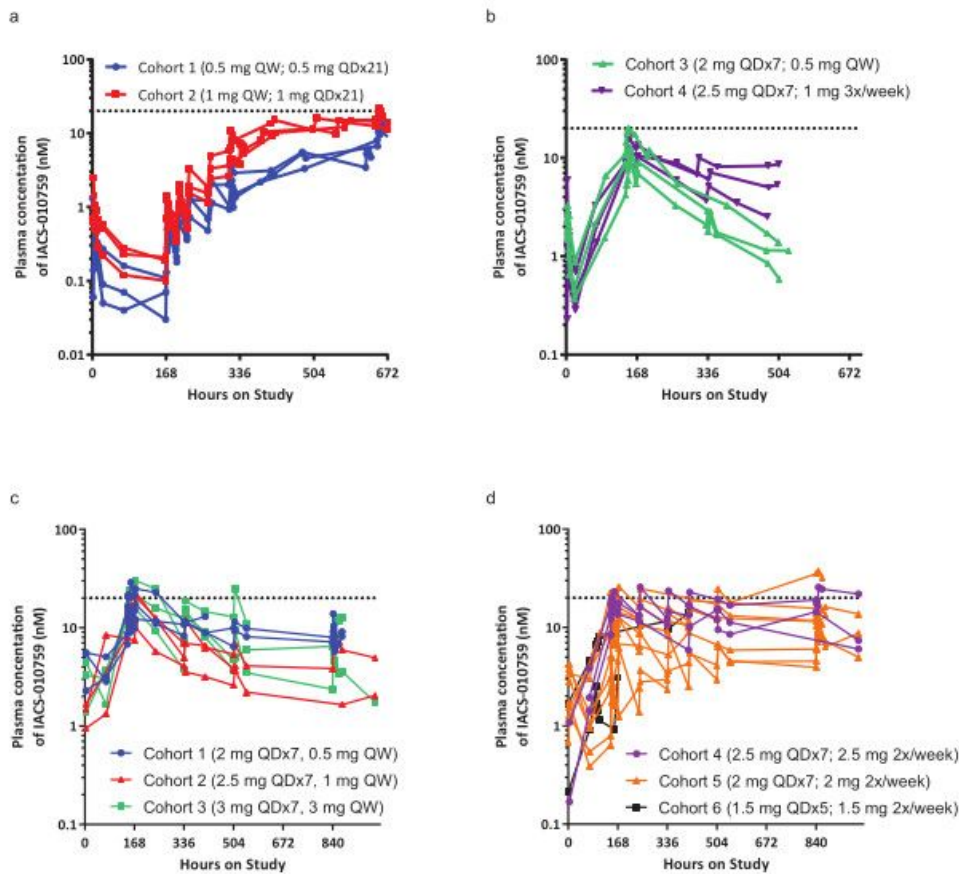 a
100
10
1
0.1
0.01
Plasma concentation
of IACS-010759 (nM)
Cohort 1 (0.5 mg QW; 0.5 mg QDx21)
Cohort 2 (1 mg QW; 1 mg QDx21)
0 168 336 504 672
Hours on Study
b
100
10
1
0.1
Plasma concentation
of IACS-010759 (nM)
Cohort 3 (2 mg QDx7; 0.5 mg QW)
Cohort 4 (2.5 mg QDx7; 1 mg 3x/week)
0 168 336 504 672
Hours on Study
c
100
10
1
0.1
Plasma concentation
of IACS-010759 (nM)
Cohort 1 (2 mg QDx7, 0.5 mg QW)
Cohort 2 (2.5 mg QDx7, 1 mg QW)
Cohort 3 (3 mg QDx7, 3 mg QW)
0 168 336 504 672 840
Hours on Study
d
100
10
1
0.1
Plasma concentation
of IACS-010759 (nM)
Cohort 4 (2.5 mg QDx7; 2.5 mg 2x/week)
Cohort 5 (2 mg QDx7; 2 mg 2x/week)
Cohort 6 (1.5 mg QDx5; 1.5 mg 2x/week)
0 168 336 504 672 840
Hours on Study